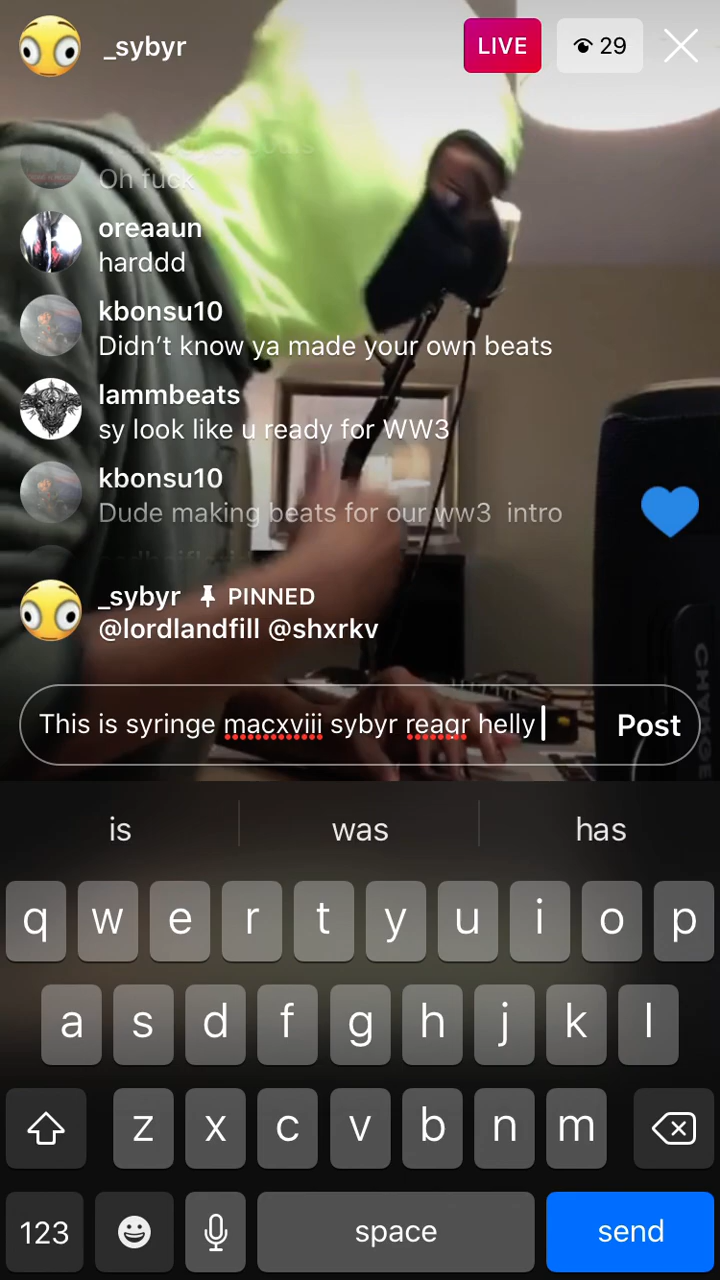 _sybyr
LIVE
29
Oh fuck
oreaaun
harddd
kbonsu10
Didn’t know ya made your own beats
lammbeats
sy look like u ready for WW3
kbonsu10
Dude making beats for our ww3 intro
_sybyr PINNED
@lordlandfill @shxrkv
This is syringe macxviii sybyr reagr helly
Post
CHARGE
is was has
q w e r t y u i o p
a s d f g h j k l
z x c v b n m
123 space send